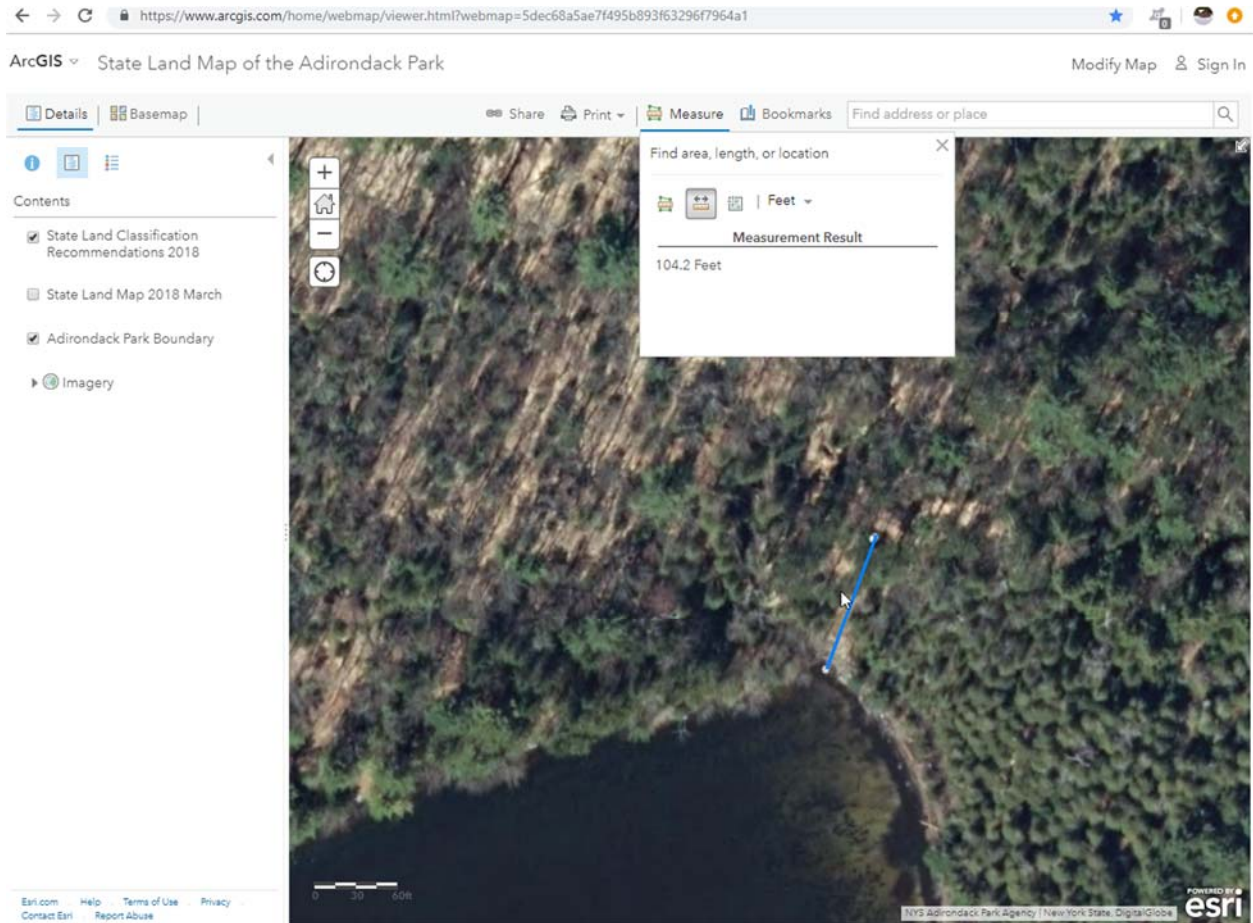 https://www.arcgis.com/home/webmap/viewer.html?webmap=5dec68a5ae7f495b893f63296f7964a1
0
ArcGIS State Land Map of the Adirondack Park Modify Map Sign In
Details Basemap Share Print Measure Bookmarks Find address or place
Find area, length, or location
Feet
Measurement Result
104.2 Feet
Contents
State Land Classification
Recommendations 2018
State Land Map 2018 March
Adirondack Park Boundary
Imagery
0 30 60ft
Esri.com Help Terms of Use Privacy
Contact Esri Report Abuse
NYS Adirondack Park Agency | New York State, DigitalGlobe
POWERED BY
esri